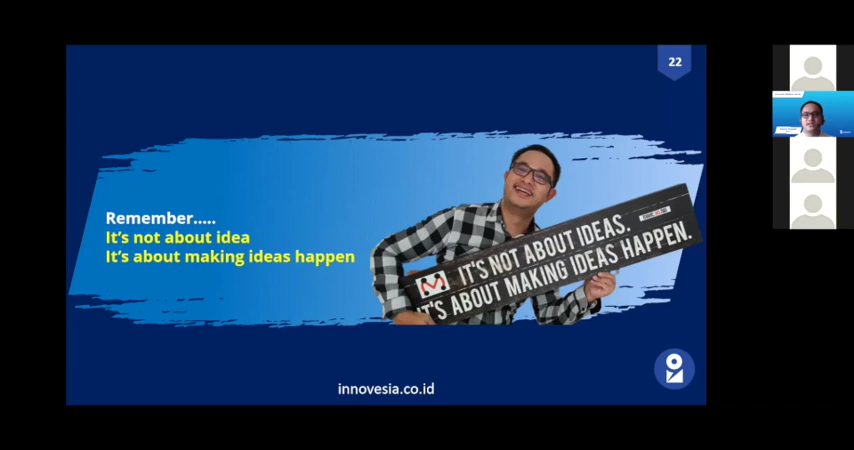 22
Remember.....
It's not about idea
It's about making ideas happen
IT'S NOT ABOUT IDEAS.
IT'S ABOUT MAKING IDEAS HAPPEN.
innovesia.co.id